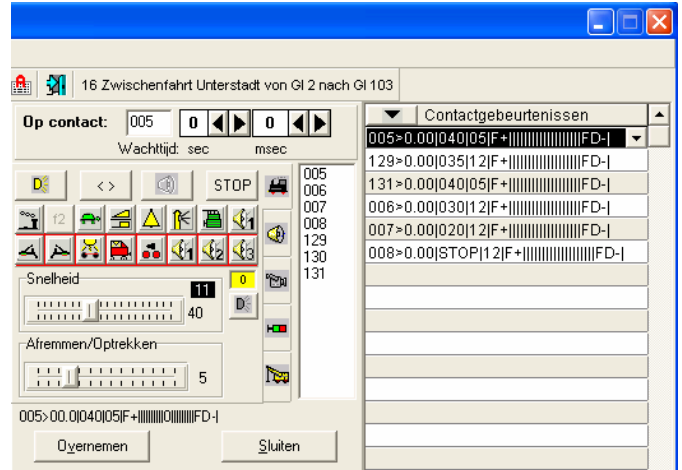 16 Zwischenfahrt Unterstadt von Gl 2 nach Gl 103
Op contact: 005 0 0
Wachttijd: sec msec
D < > STOP
f2 1
1 2 3
Snelheid
11
40
0
D
Afremmen/Optrekken
5
005
006
007
008
129
130
131
005>00.0|040|05|F+|||||||||0||||||||FD-|
Overnemen Sluiten
Contactgebeurtenissen
005>0.00|040|05|F+||||||||||||||||||FD-|
129>0.00|035|12|F+||||||||||||||||||FD-|
131>0.00|040|05|F+||||||||||||||||||FD-|
006>0.00|030|12|F+||||||||||||||||||FD-|
007>0.00|020|12|F+||||||||||||||||||FD-|
008>0.00|STOP|12|F+||||||||||||||||||FD-|